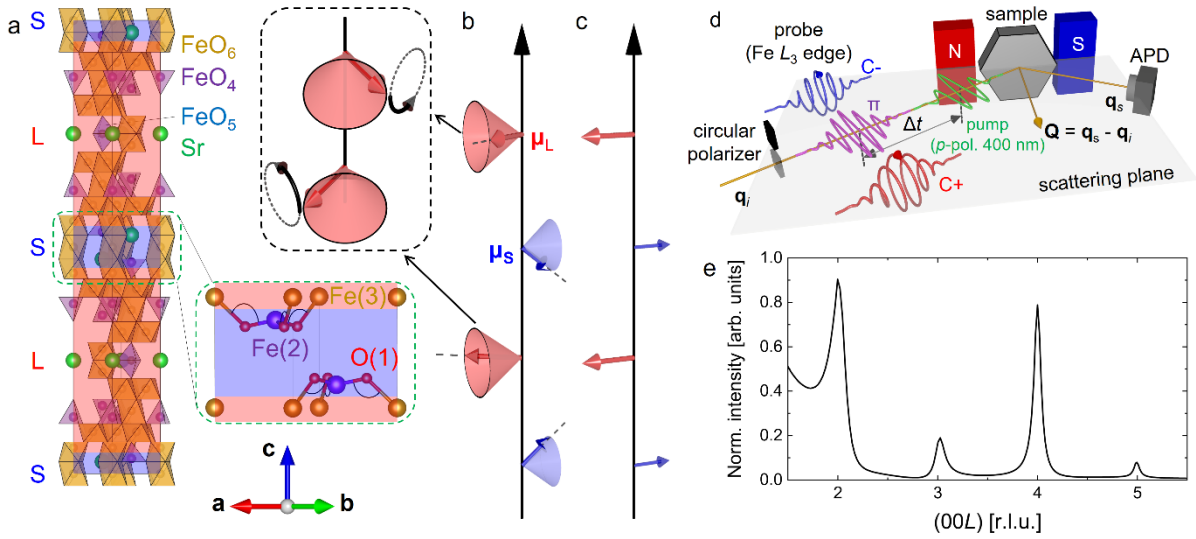 a
S
FeO6
FeO4
FeO5
Sr
L
S
L
S
Fe(3)
Fe(2)
O(1)
c
a
b
b
μL
μS
c
d
probe
(Fe L3 edge)
C-
π
C+
circular
polarizer
qi
Δt
pump
(p-pol. 400 nm)
N
sample
S
APD
qs
Q = qs - qi
scattering plane
e
Norm. intensity [arb. units]
1.0
0.8
0.6
0.4
0.2
0.0
2
3
4
5
(00L) [r.l.u.]